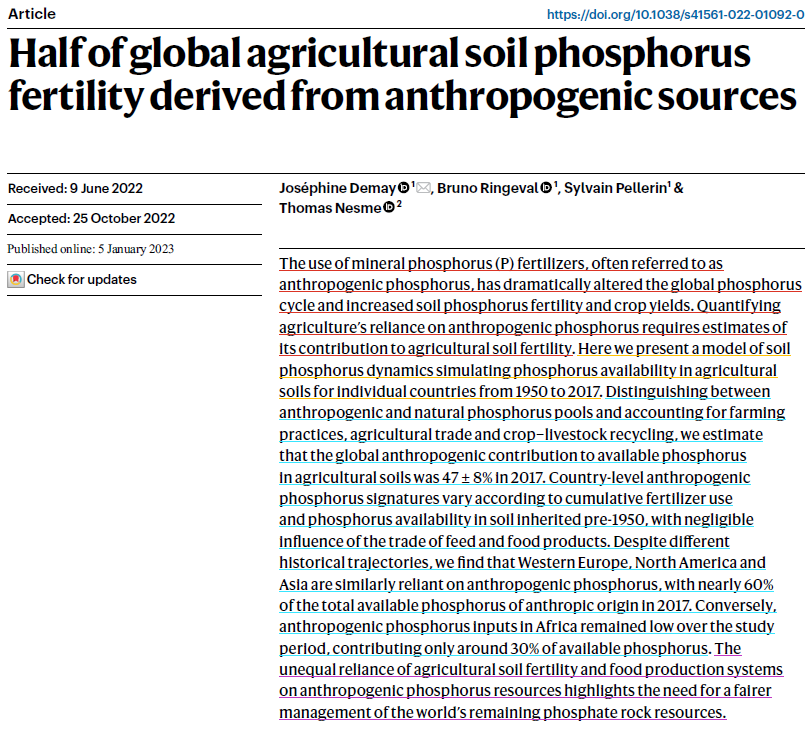 Article
https://doi.org/10.1038/s41561-022-01092-0
Half of global agricultural soil phosphorus
fertility derived from anthropogenic sources
Received: 9 June 2022
Accepted: 25 October 2022
Published online: 5 January 2023
Check for updates
Joséphine Demay 1, Bruno Ringeval 1, Sylvain Pellerin1 &
Thomas Nesme 2
The use of mineral phosphorus (P) fertilizers, often referred to as
anthropogenic phosphorus, has dramatically altered the global phosphorus
cycle and increased soil phosphorus fertility and crop yields. Quantifying
agriculture’s reliance on anthropogenic phosphorus requires estimates of
its contribution to agricultural soil fertility. Here we present a model of soil
phosphorus dynamics simulating phosphorus availability in agricultural
soils for individual countries from 1950 to 2017. Distinguishing between
anthropogenic and natural phosphorus pools and accounting for farming
practices, agricultural trade and crop–livestock recycling, we estimate
that the global anthropogenic contribution to available phosphorus
in agricultural soils was 47 ± 8% in 2017. Country-level anthropogenic
phosphorus signatures vary according to cumulative fertilizer use
and phosphorus availability in soil inherited pre-1950, with negligible
influence of the trade of feed and food products. Despite different
historical trajectories, we find that Western Europe, North America and
Asia are similarly reliant on anthropogenic phosphorus, with nearly 60%
of the total available phosphorus of anthropic origin in 2017. Conversely,
anthropogenic phosphorus inputs in Africa remained low over the study
period, contributing only around 30% of available phosphorus. The
unequal reliance of agricultural soil fertility and food production systems
on anthropogenic phosphorus resources highlights the need for a fairer
management of the world’s remaining phosphate rock resources.